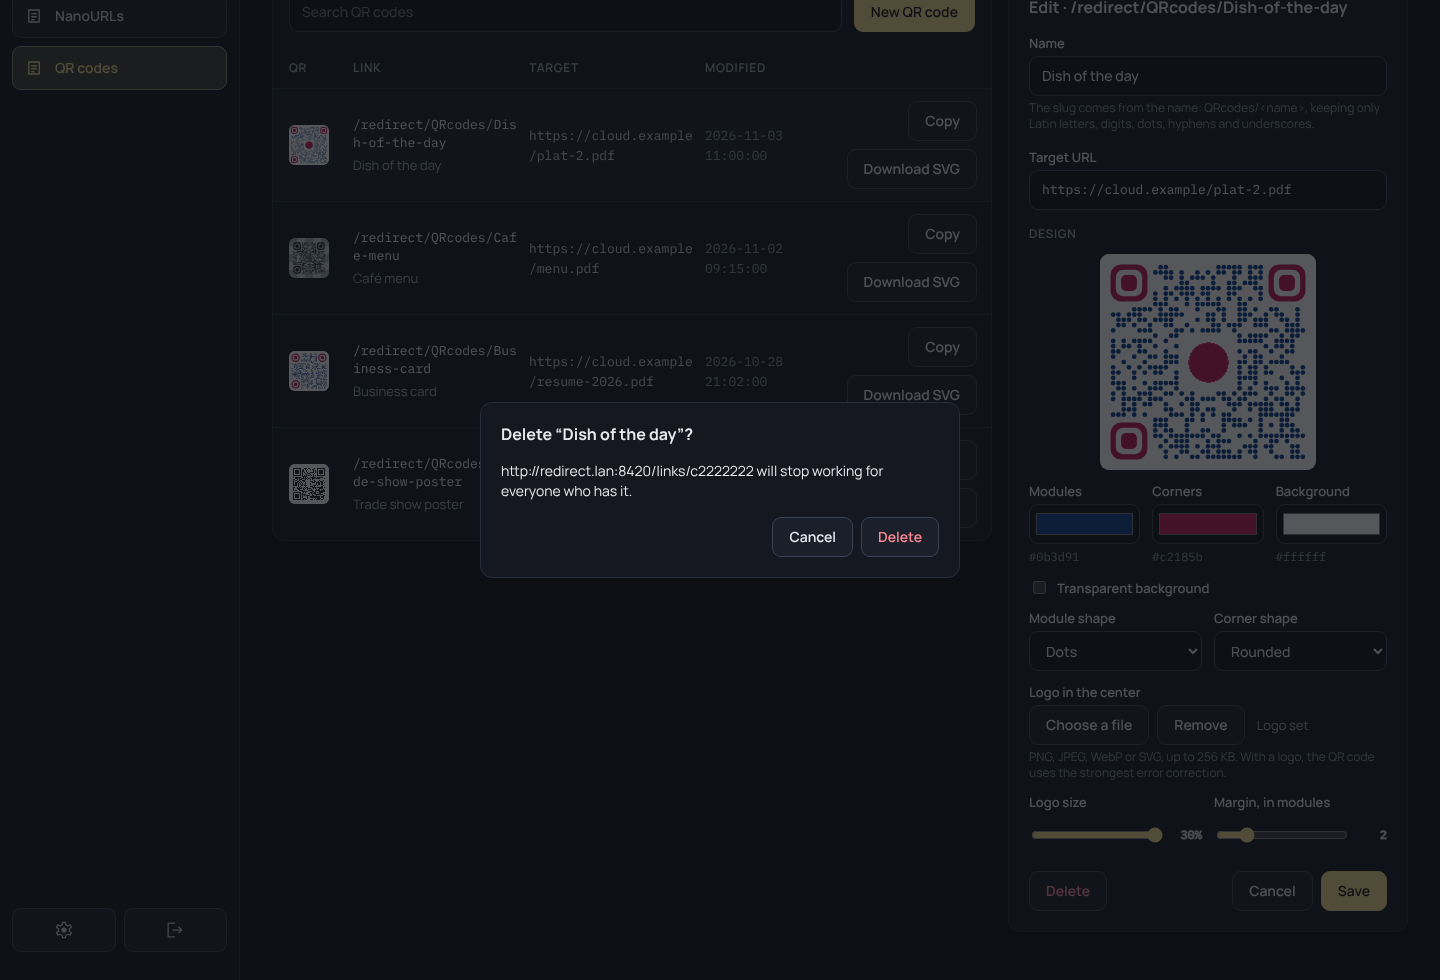 NanoURLs
QR codes
Search QR codes
New QR code
QR LINK TARGET MODIFIED
/redirect/QRcodes/Dis
h-of-the-day
Dish of the day
https://cloud.example
/plat-2.pdf
2026-11-03
11:00:00
Copy
Download SVG
/redirect/QRcodes/Caf
e-menu
Café menu
https://cloud.example
/menu.pdf
2026-11-02
09:15:00
Copy
Download SVG
/redirect/QRcodes/Bus
iness-card
Business card
https://cloud.example
/resume-2026.pdf
2026-10-28
21:02:00
Copy
Download SVG
/redirect/QRcodes
de-show-poster
Trade show poster
Delete “Dish of the day”?
http://redirect.lan:8420/links/c2222222 will stop working for
everyone who has it.
Cancel
Delete
Edit · /redirect/QRcodes/Dish-of-the-day
Name
Dish of the day
The slug comes from the name: QRcodes/‹name›, keeping only
Latin letters, digits, dots, hyphens and underscores.
Target URL
https://cloud.example/plat-2.pdf
DESIGN
Modules Corners Background
#0b3d91 #c2185b #ffffff
Transparent background
Module shape Corner shape
Dots Rounded
Logo in the center
Choose a file Remove Logo set
PNG, JPEG, WebP or SVG, up to 256 KB. With a logo, the QR code
uses the strongest error correction.
Logo size Margin, in modules
30% 2
Delete Cancel Save